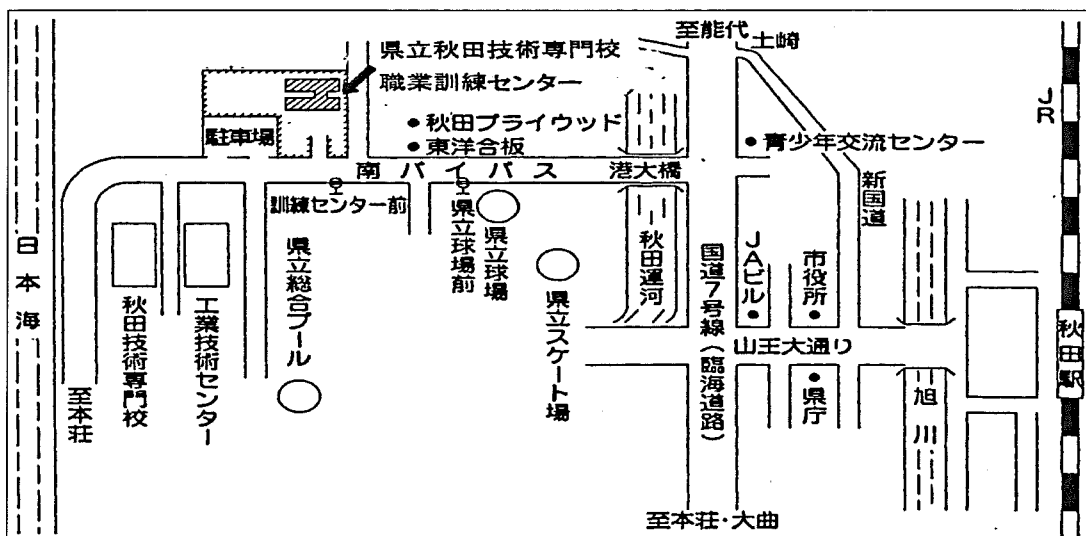 至能代
土崎
県立秋田技術専門校
職業訓練センター
JR
駐車場
秋田プライウッド
東洋合板
青少年交流センター
南バイパス
港大橋
新国道
訓練センター前
県立球場前
県立球場
日本海
秋田技術専門校
工業技術センター
県立総合プール
県立スケート場
秋田運河
国道7号線(臨海道路)
JAビル
市役所
山王大通り
秋田駅
県庁
旭川
至本荘
至本荘・大曲